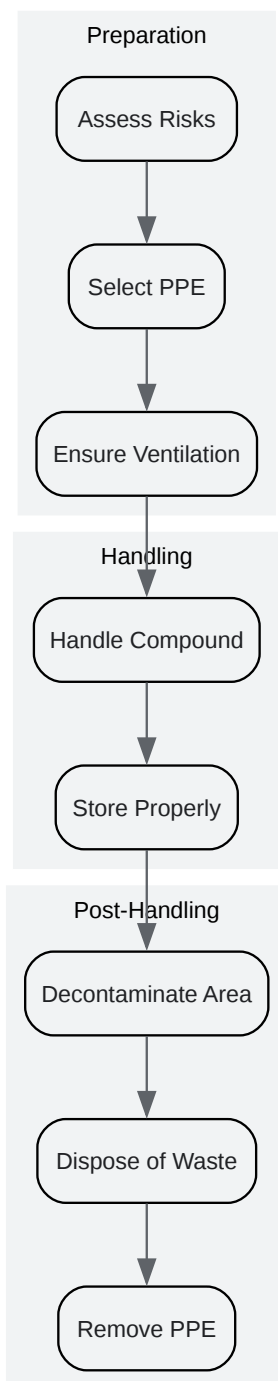 Preparation
Assess Risks
Select PPE
Ensure Ventilation
Handling
Handle Compound
Store Properly
Post-Handling
Decontaminate Area
Dispose of Waste
Remove PPE